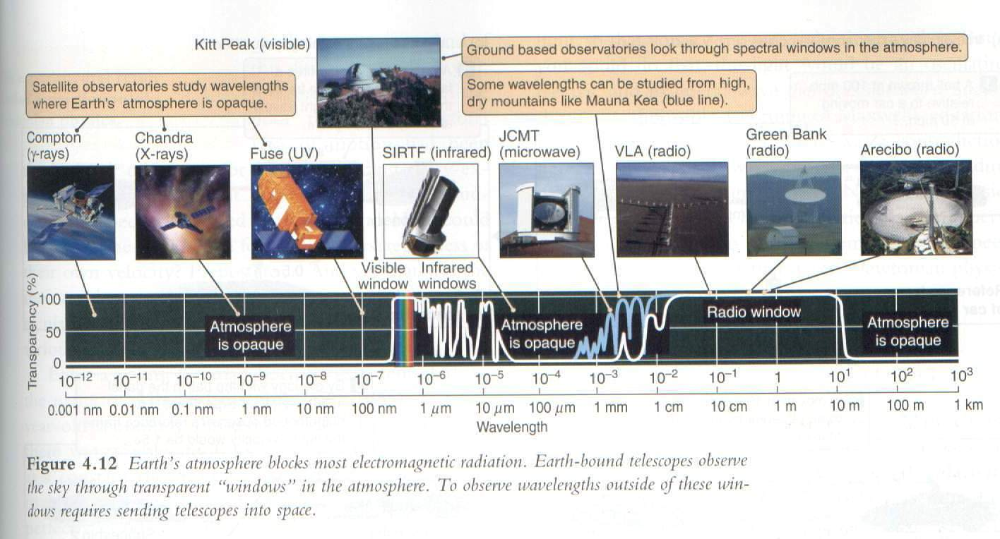 Kitt Peak (visible)
Ground based observatories look through spectral windows in the atmosphere.
Satellite observatories study wavelengths
where Earth's atmosphere is opaque.
Some wavelengths can be studied from high,
dry mountains like Mauna Kea (blue line).
Compton
(γ-rays)
Chandra
(X-rays)
Fuse (UV)
SIRTF (infrared)
JCMT
(microwave)
VLA (radio)
Green Bank
(radio)
Arecibo (radio)
Visible
window
Infrared
windows
Transparency (%)
100
50
0
Atmosphere
is opaque
Atmosphere
is opaque
Radio window
Atmosphere
is opaque
10⁻¹² 10⁻¹¹ 10⁻¹⁰ 10⁻⁹ 10⁻⁸ 10⁻⁷ 10⁻⁶ 10⁻⁵ 10⁻⁴ 10⁻³ 10⁻² 10⁻¹ 1 10¹ 10² 10³
0.001 nm 0.01 nm 0.1 nm 1 nm 10 nm 100 nm 1 μm 10 μm 100 μm 1 mm 1 cm 10 cm 1 m 10 m 100 m 1 km
Wavelength
Figure 4.12 Earth's atmosphere blocks most electromagnetic radiation. Earth-bound telescopes observe
the sky through transparent “windows” in the atmosphere. To observe wavelengths outside of these win-
dows requires sending telescopes into space.